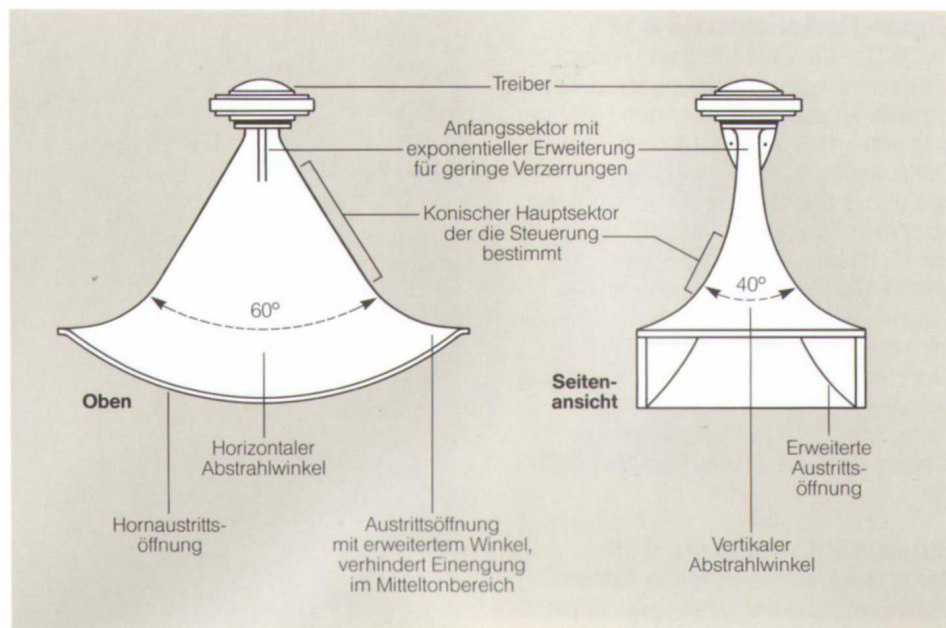 Treiber
Anfangssektor mit
exponentieller Erweiterung
für geringe Verzerrungen
Konischer Hauptsektor
der die Steuerung
bestimmt
60°
40°
Oben
Seiten-
ansicht
Horizontaler
Abstrahlwinkel
Erweiterte
Austritts-
öffnung
Hornaustritts-
öffnung
Austrittsöffnung
mit erweitertem Winkel,
verhindert Einengung
im Mitteltonbereich
Vertikaler
Abstrahlwinkel